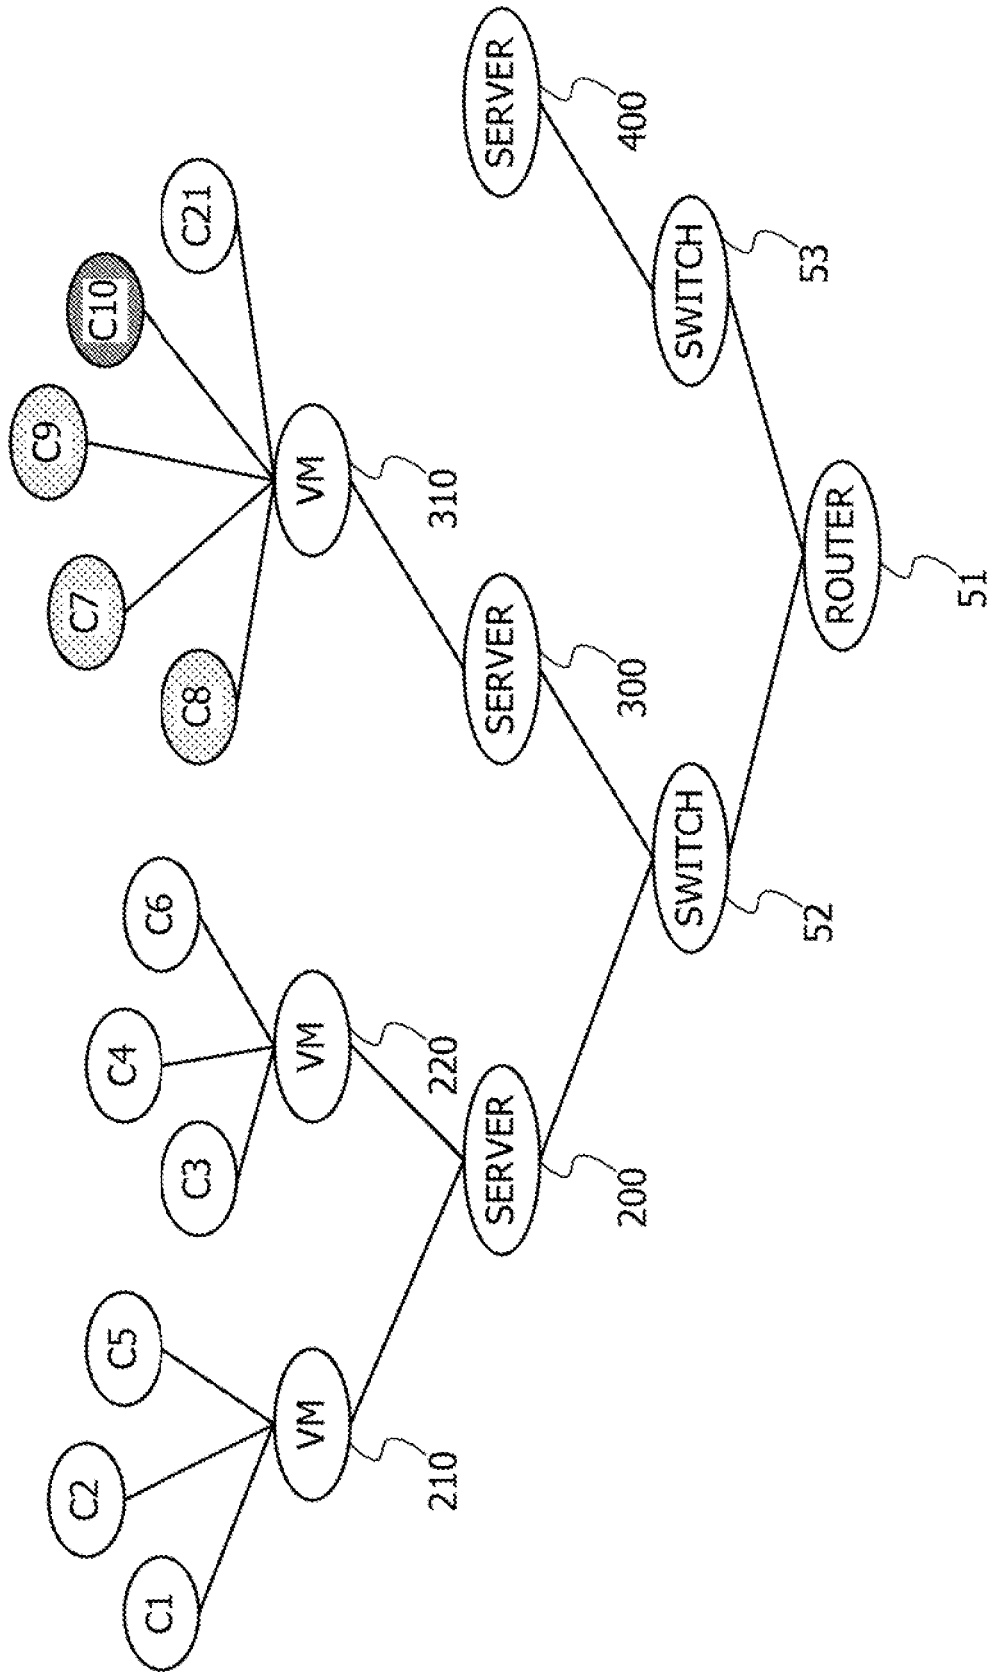 C9
C7
C10
C2
C5
C4
C1
C3
C6
C8
C21
VM
VM
VM
210
220
310
SERVER
SERVER
SERVER
200
300
400
SWITCH
SWITCH
52
53
ROUTER
51